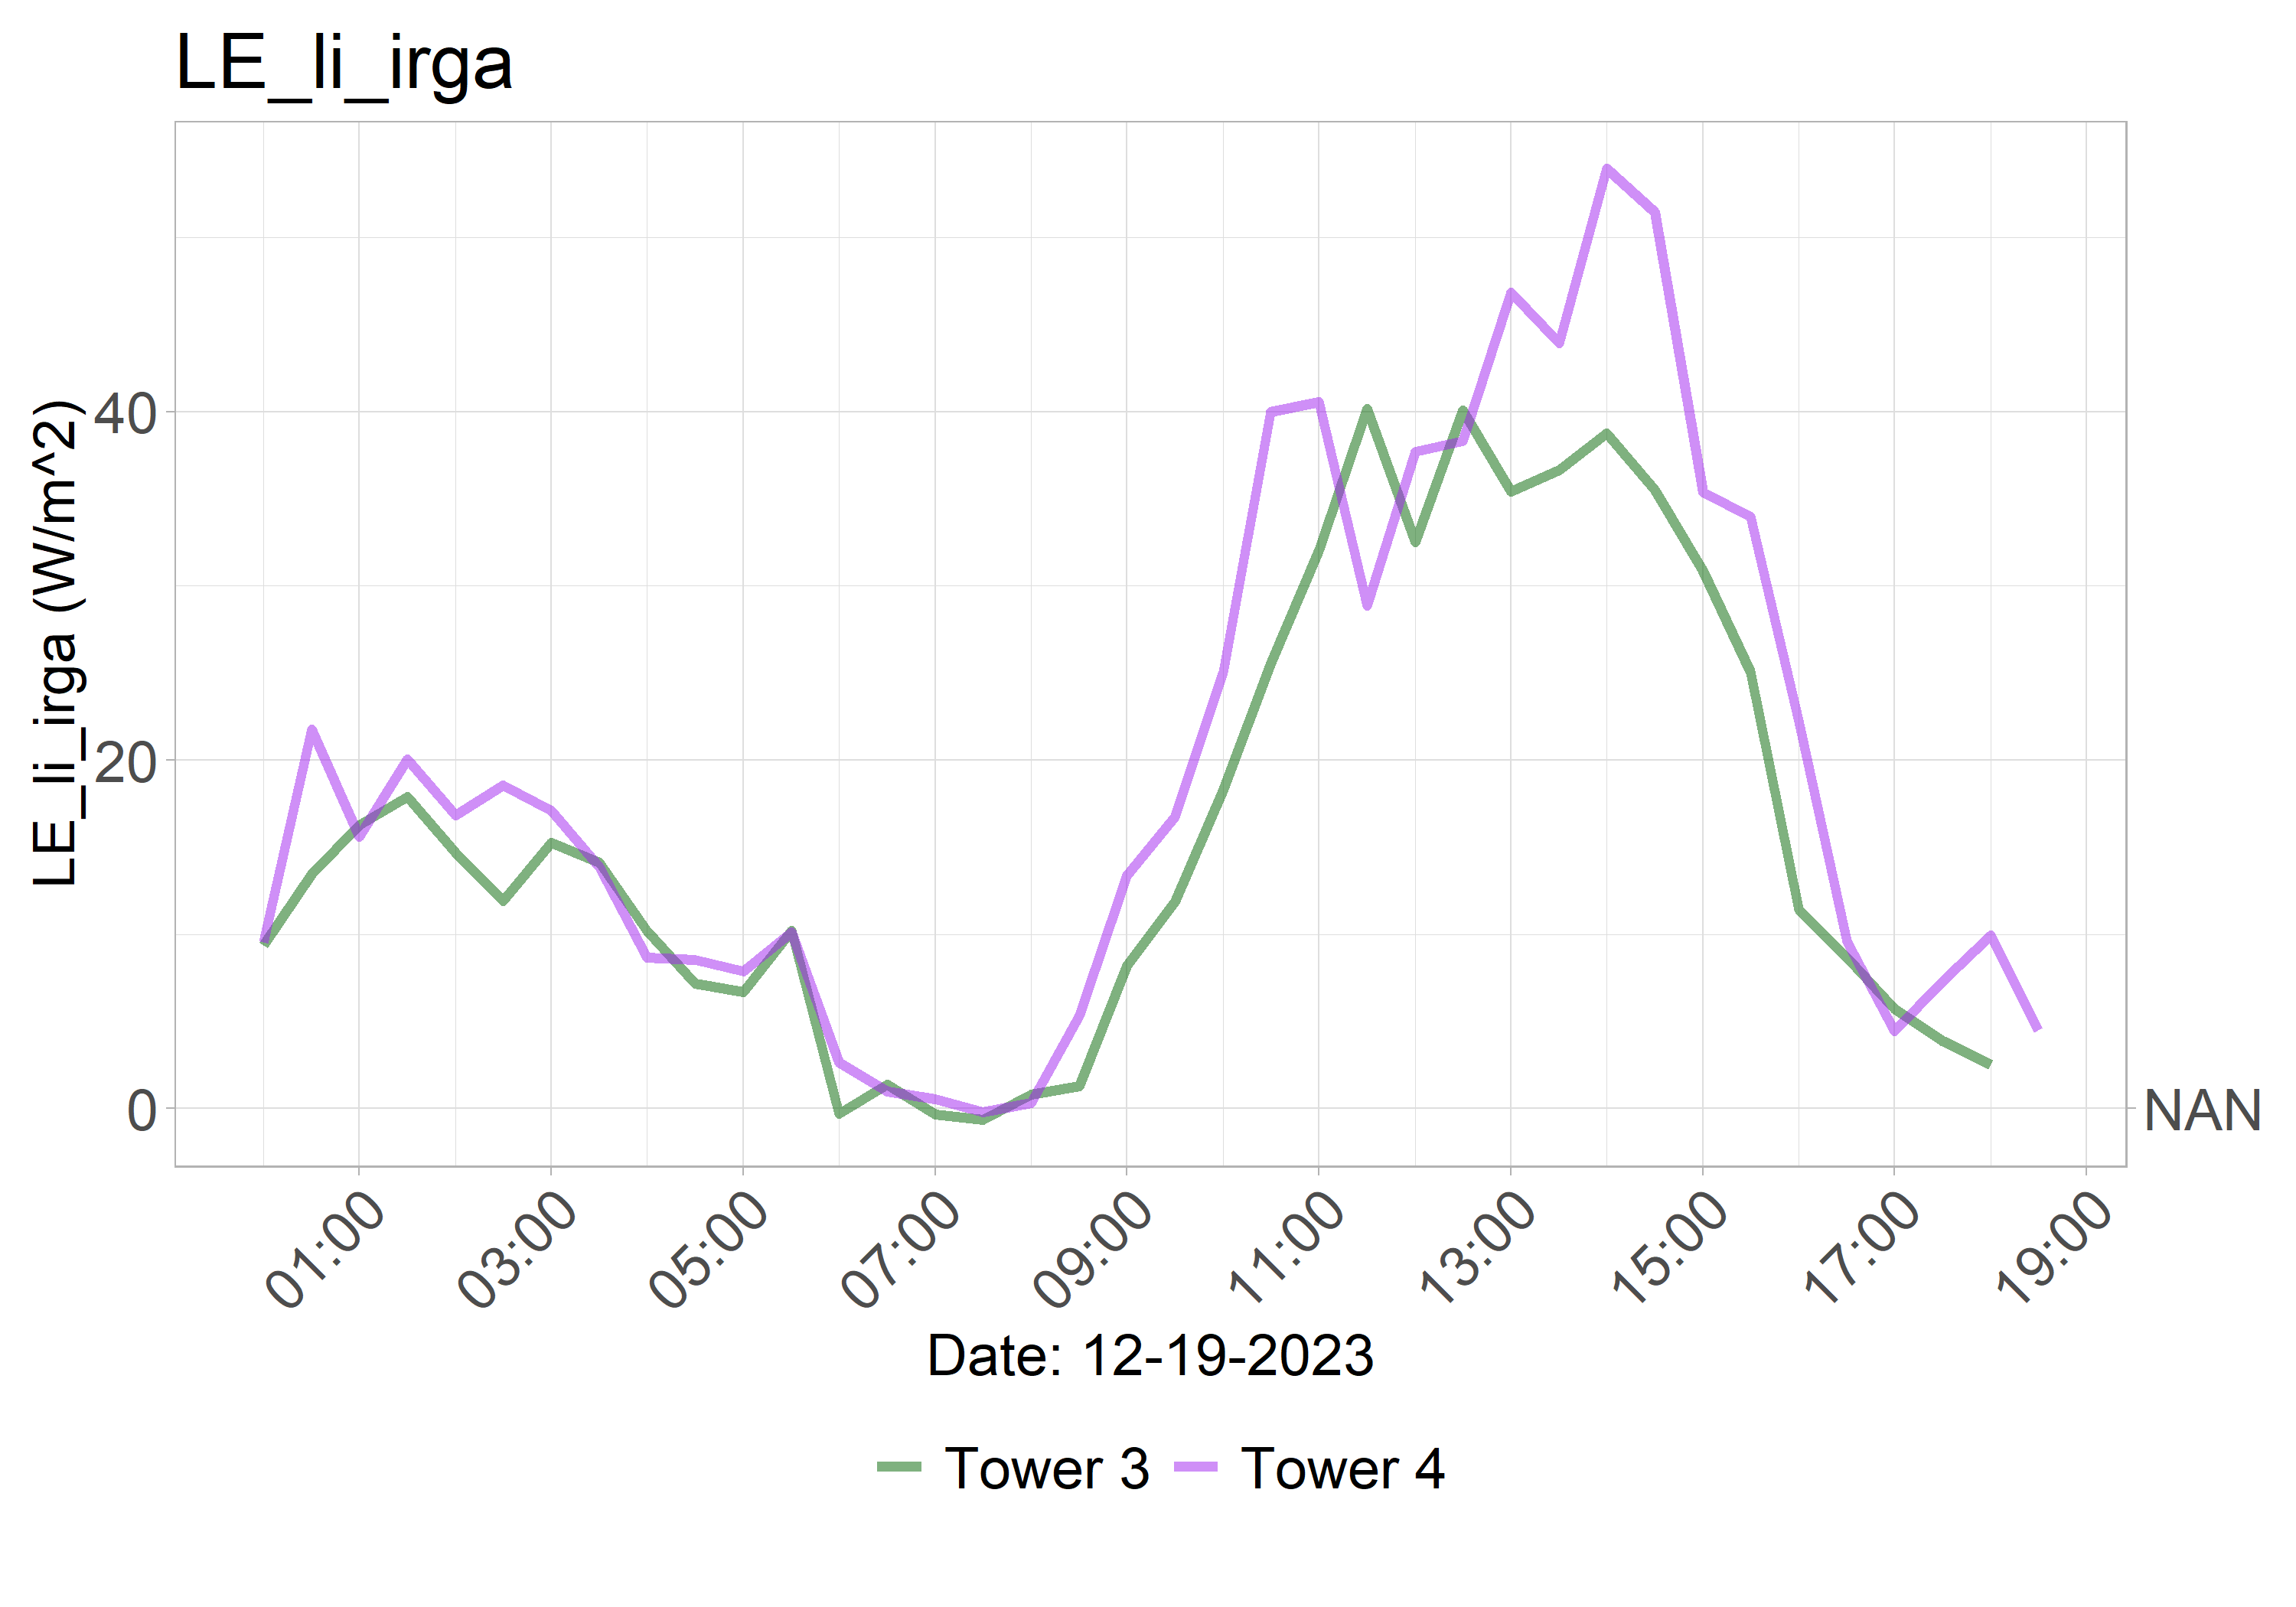 LE_li_irga
LE_li_irga (W/m^2)
40
20
0
NAN
01:00
03:00
05:00
07:00
09:00
11:00
13:00
15:00
17:00
19:00
Date: 12-19-2023
Tower 3
Tower 4